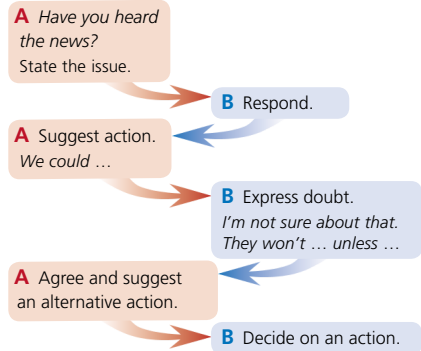 A Have you heard
the news?
State the issue.
B Respond.
A Suggest action.
We could …
B Express doubt.
I'm not sure about that.
They won't … unless …
A Agree and suggest
an alternative action.
B Decide on an action.